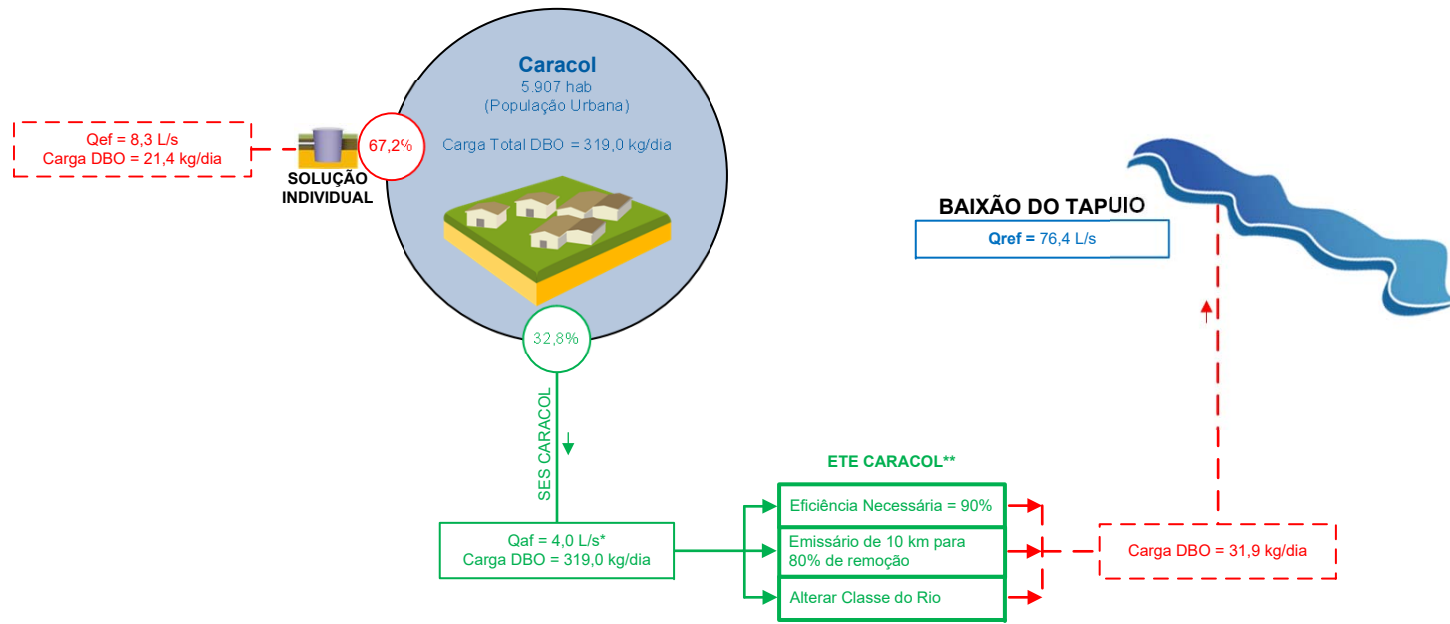 Caracol
5.907 hab
(População Urbana)
Carga Total DBO = 319,0 kg/dia
Qef = 8,3 L/s
Carga DBO = 21,4 kg/dia
67,2%
SOLUÇÃO
INDIVIDUAL
BAIXÃO DO TAPUIO
Qref = 76,4 L/s
32,8%
SES CARACOL
ETE CARACOL**
Eficiência Necessária = 90%
Qaf = 4,0 L/s*
Carga DBO = 319,0 kg/dia
Emissário de 10 km para
80% de remoção
Carga DBO = 31,9 kg/dia
Alterar Classe do Rio